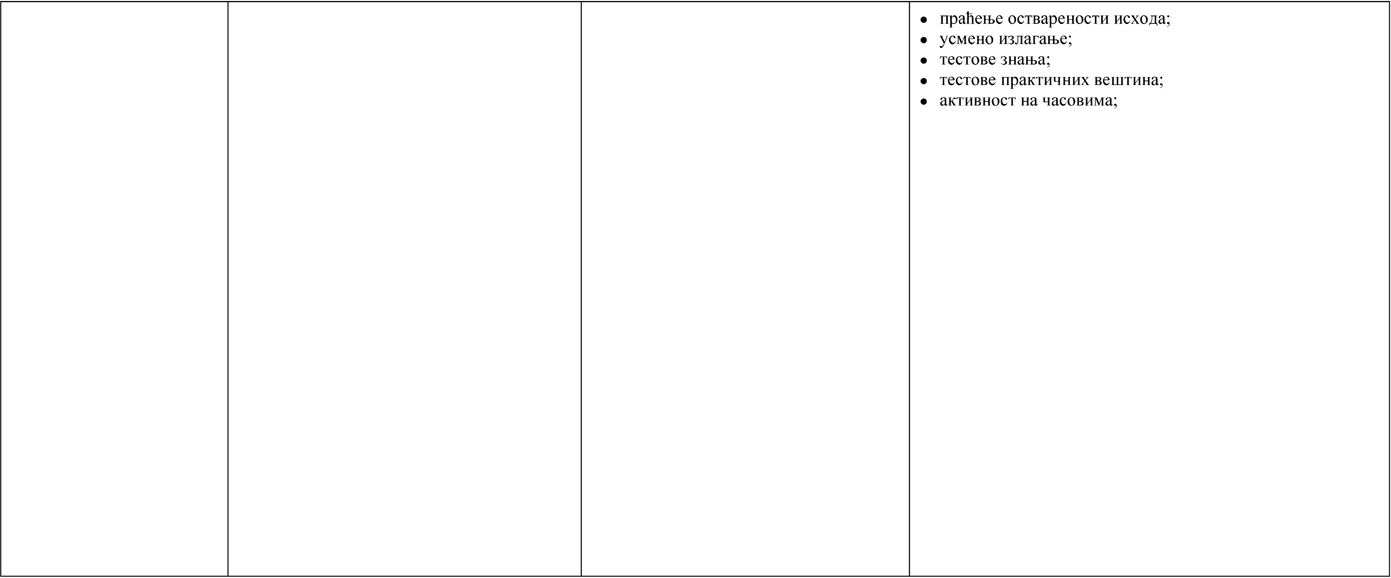 ● праћење остварености исхода;
● усмено излагање;
● тестове знања;
● тестове практичних вештина;
● активност на часовима;